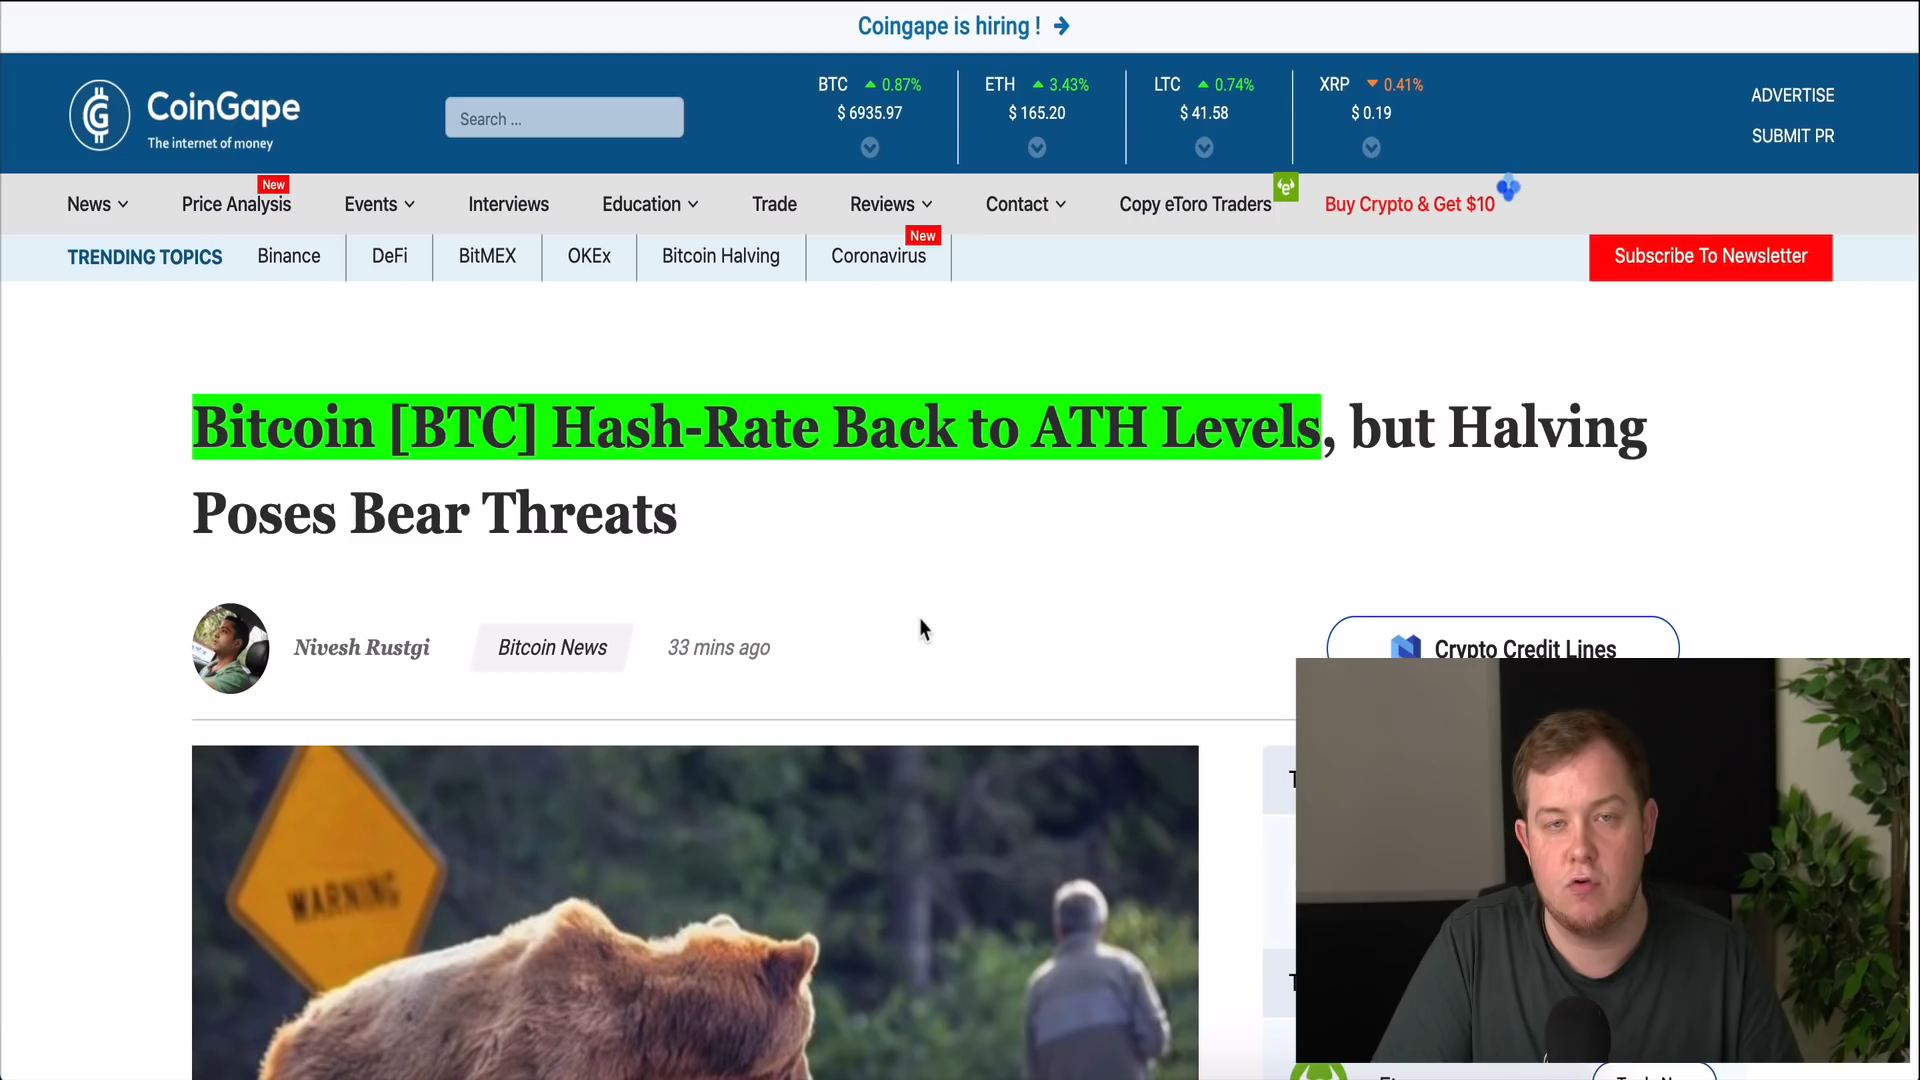 Coingape is hiring !
CoinGape
The internet of money
Search ...
BTC 0.87%
$ 6935.97
ETH 3.43%
$ 165.20
LTC 0.74%
$ 41.58
XRP 0.41%
$ 0.19
ADVERTISE
SUBMIT PR
News
Price Analysis
New
Events
Interviews
Education
Trade
Reviews
Contact
Copy eToro Traders
Buy Crypto & Get $10
TRENDING TOPICS
Binance
DeFi
BitMEX
OKEx
Bitcoin Halving
Coronavirus
New
Subscribe To Newsletter
Bitcoin [BTC] Hash-Rate Back to ATH Levels, but Halving
Poses Bear Threats
Nivesh Rustgi
Bitcoin News
33 mins ago
Crypto Credit Lines
WARNING